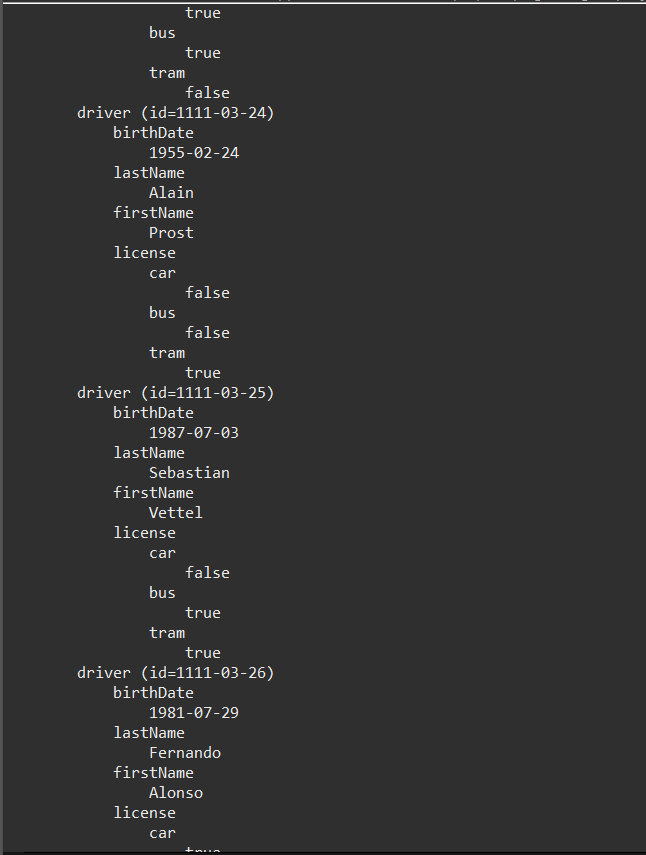 true
bus
true
tram
false
driver (id=1111-03-24)
birthDate
1955-02-24
lastName
Alain
firstName
Prost
license
car
false
bus
false
tram
true
driver (id=1111-03-25)
birthDate
1987-07-03
lastName
Sebastian
firstName
Vettel
license
car
false
bus
true
tram
true
driver (id=1111-03-26)
birthDate
1981-07-29
lastName
Fernando
firstName
Alonso
license
car
true